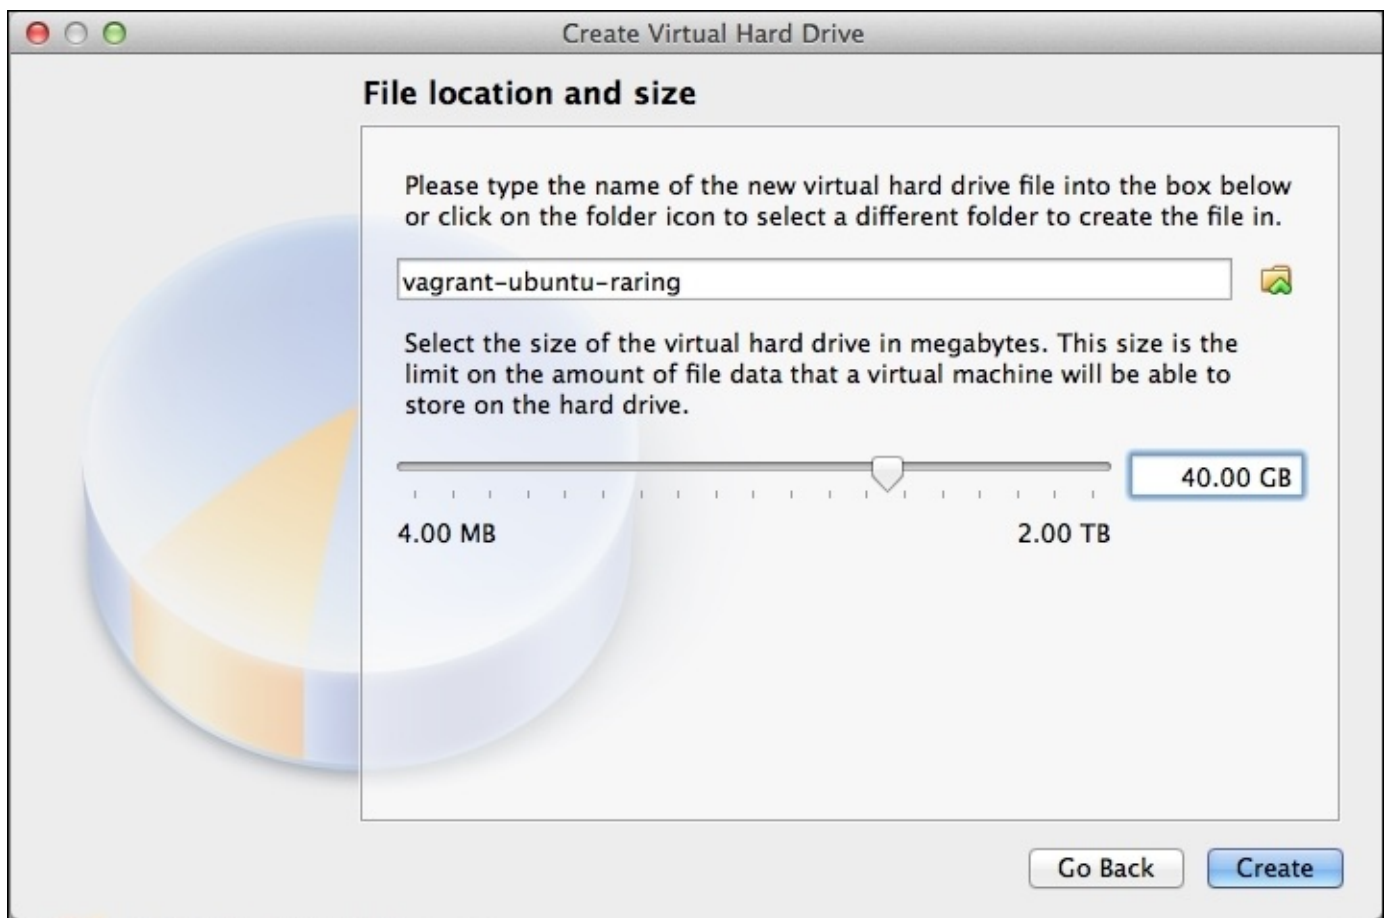 Create Virtual Hard Drive
File location and size
Please type the name of the new virtual hard drive file into the box below
or click on the folder icon to select a different folder to create the file in.
vagrant-ubuntu-raring
Select the size of the virtual hard drive in megabytes. This size is the
limit on the amount of file data that a virtual machine will be able to
store on the hard drive.
40.00 GB
4.00 MB
2.00 TB
Go Back
Create